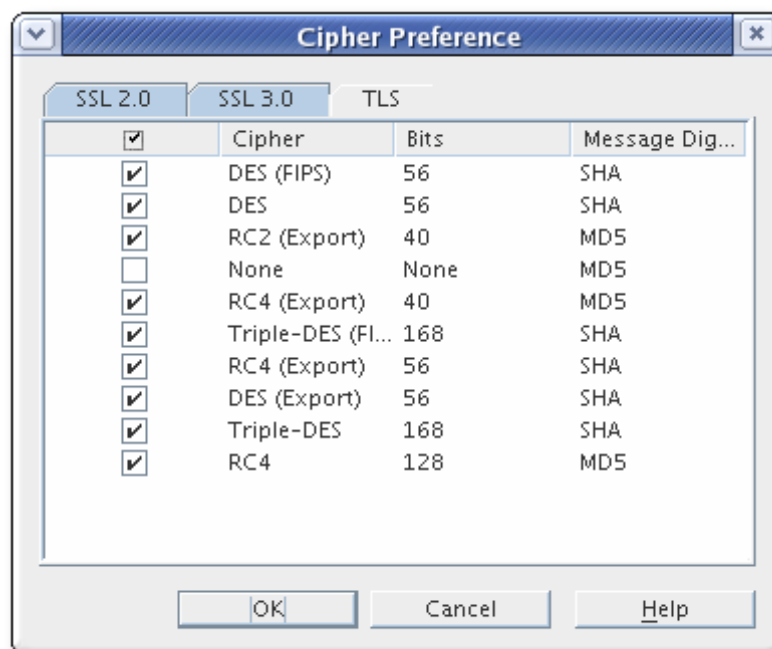 Cipher Preference
SSL 2.0 SSL 3.0 TLS
Cipher Bits Message Dig...
DES (FIPS) 56 SHA
DES 56 SHA
RC2 (Export) 40 MD5
None None MD5
RC4 (Export) 40 MD5
Triple-DES (FI... 168 SHA
RC4 (Export) 56 SHA
DES (Export) 56 SHA
Triple-DES 168 SHA
RC4 128 MD5
OK Cancel Help